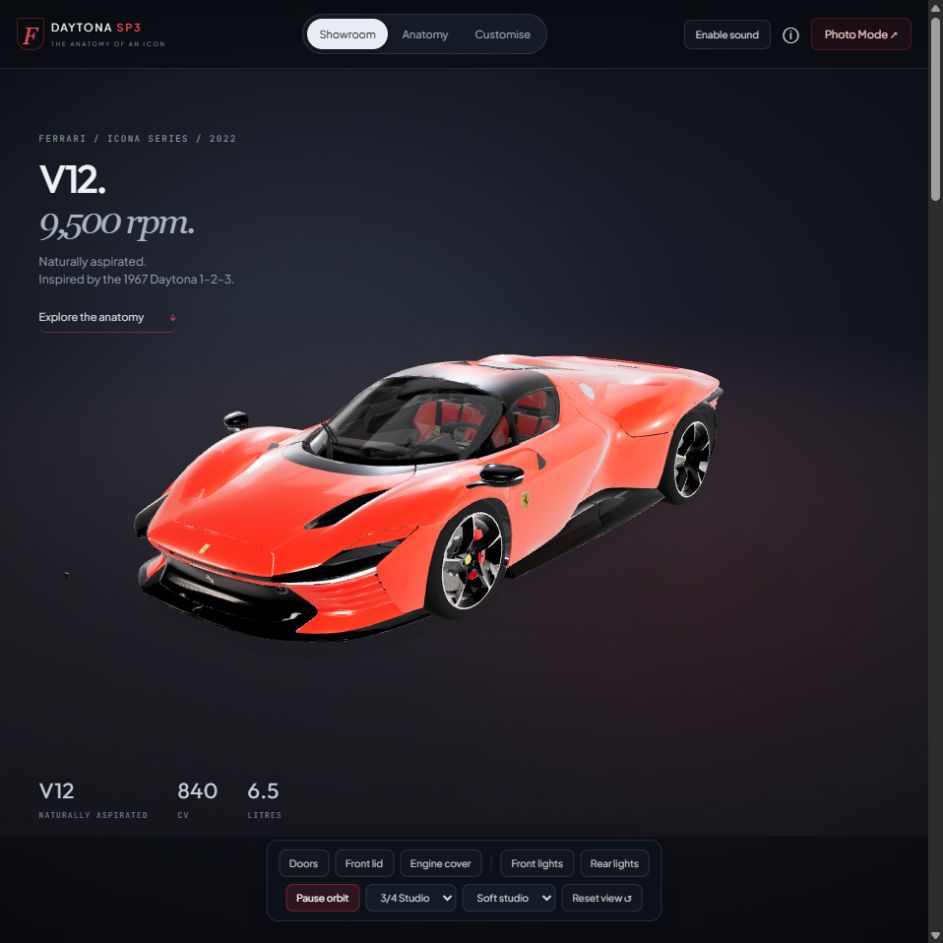 F
DAYTONA SP3
THE ANATOMY OF AN ICON
Showroom
Anatomy
Customise
Enable sound
Photo Mode ↗
FERRARI / ICONA SERIES / 2022
V12.
9,500 rpm.
Naturally aspirated.
Inspired by the 1967 Daytona 1–2–3.
Explore the anatomy ↓
V12
NATURALLY ASPIRATED
840
CV
6.5
LITRES
Doors
Front lid
Engine cover
Front lights
Rear lights
Pause orbit
3/4 Studio
Soft studio
Reset view ↺